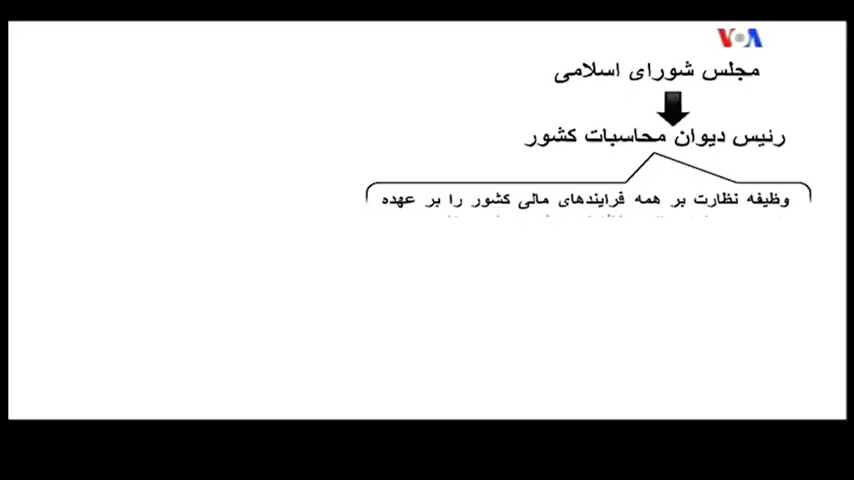 VOA
مجلس شورای اسلامی
رئیس دیوان محاسبات کشور
وظیفه نظارت بر همه فرایندهای مالی کشور را بر عهده